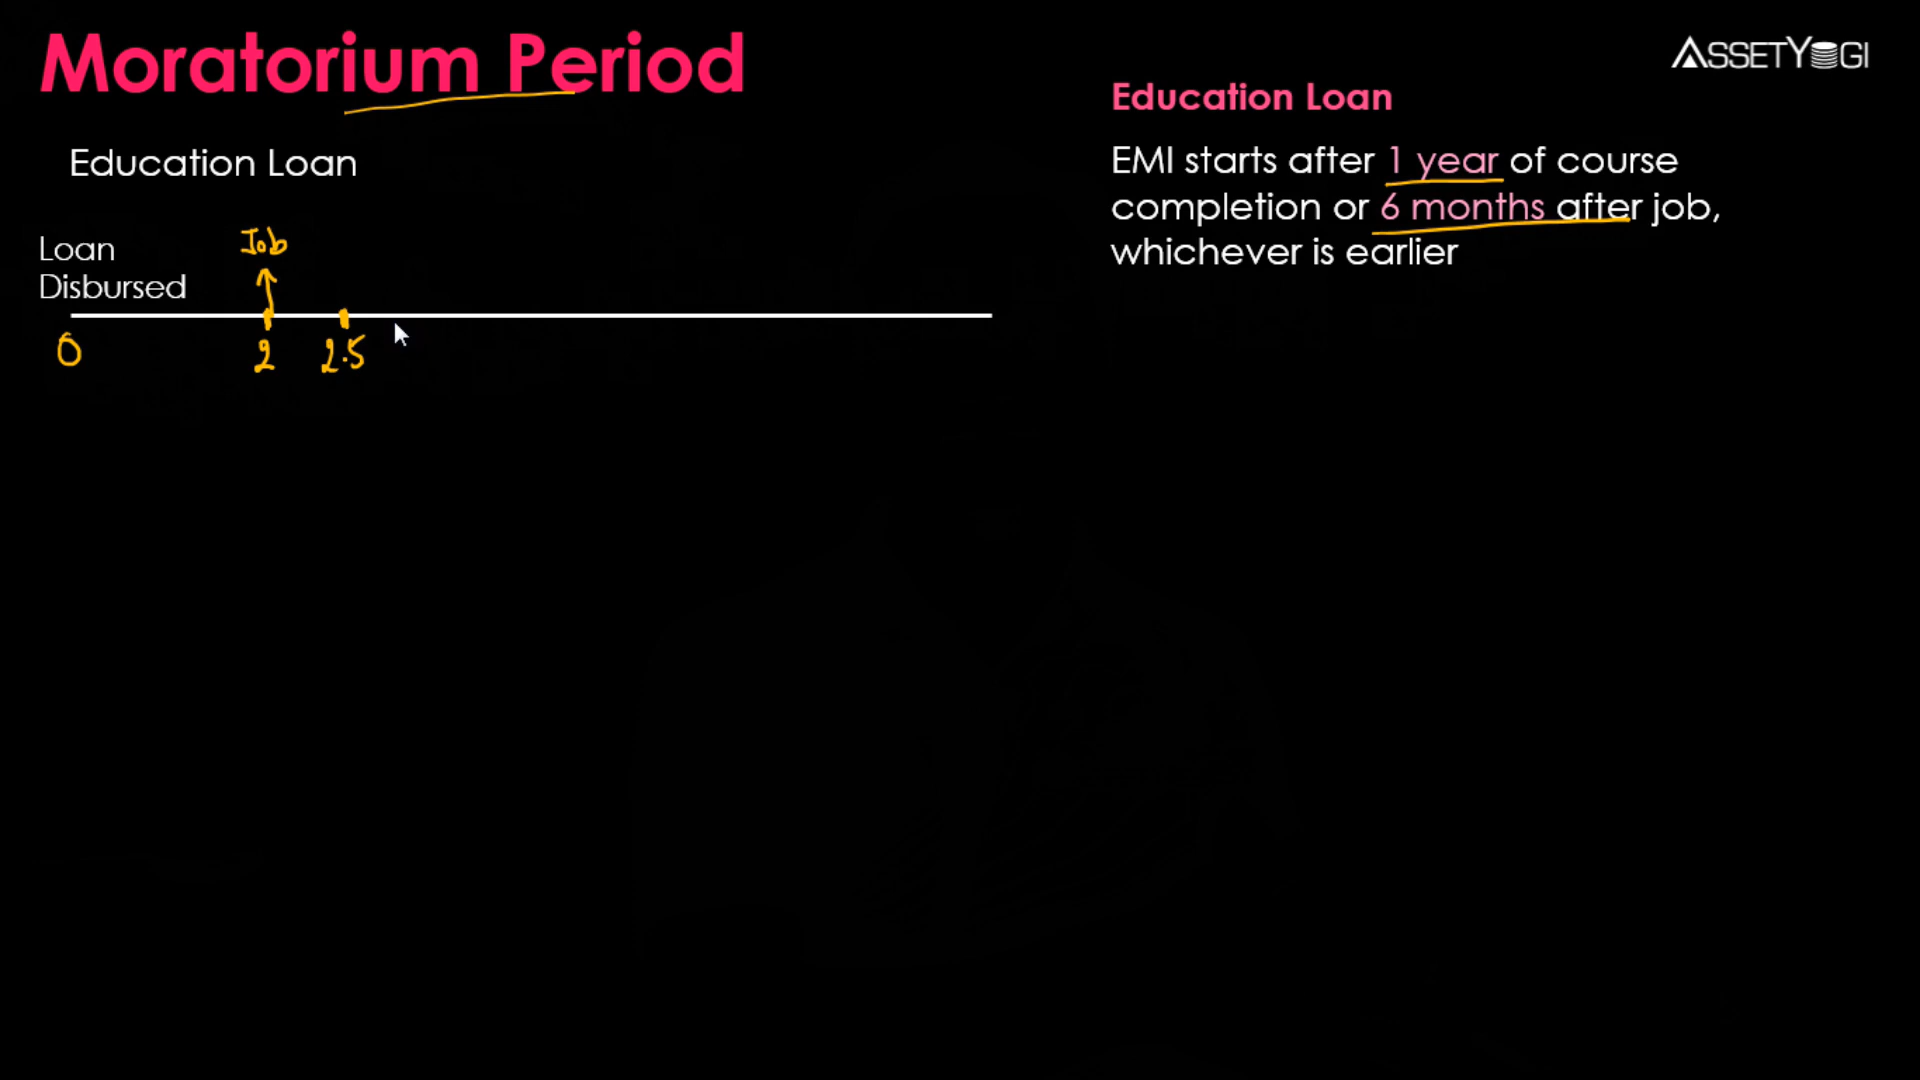 Moratorium Period
ASSETYOGI
Education Loan
EMI starts after 1 year of course
completion or 6 months after job,
whichever is earlier
Education Loan
Loan
Disbursed
Job
0 2 2.5